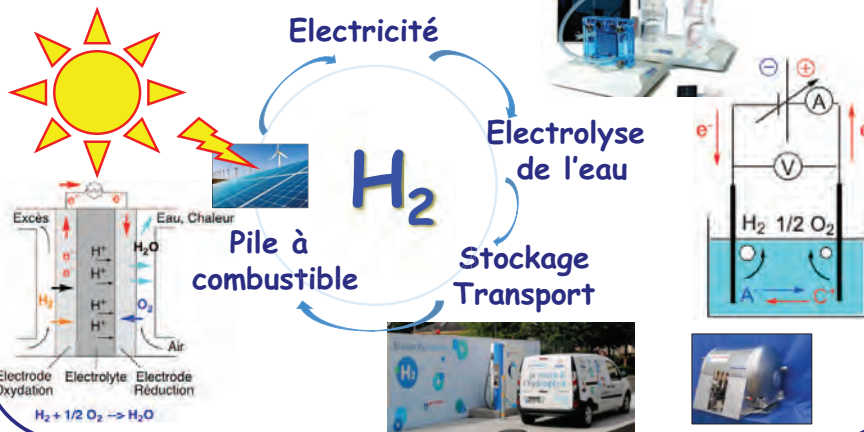 Electricité
Electrolyse
de l'eau
H₂
Stockage
Transport
Pile à
combustible
Excès
e⁻
e⁻
Eau, Chaleur
H₂O
e⁻
e⁻
H⁺
H⁺
H⁺
H⁺
H₂
O₂
Air
Electrode
Oxydation
Electrolyte
Electrode
Réduction
H₂ + 1/2 O₂ --> H₂O
⊖ ⊕
A
e⁻
V
H₂ 1/2 O₂
A⁻
C⁺
H₂